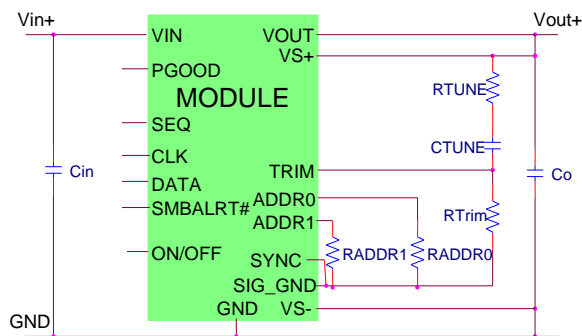 Vin+
Vout+
VIN
VOUT
VS+
PGOOD
RTUNE
MODULE
SEQ
CTUNE
CLK
TRIM
Cin
Co
DATA
ADDR0
SMBALRT#
ADDR1
RTrim
ON/OFF
SYNC
RADDR1
RADDR0
SIG_GND
GND
GND
VS-